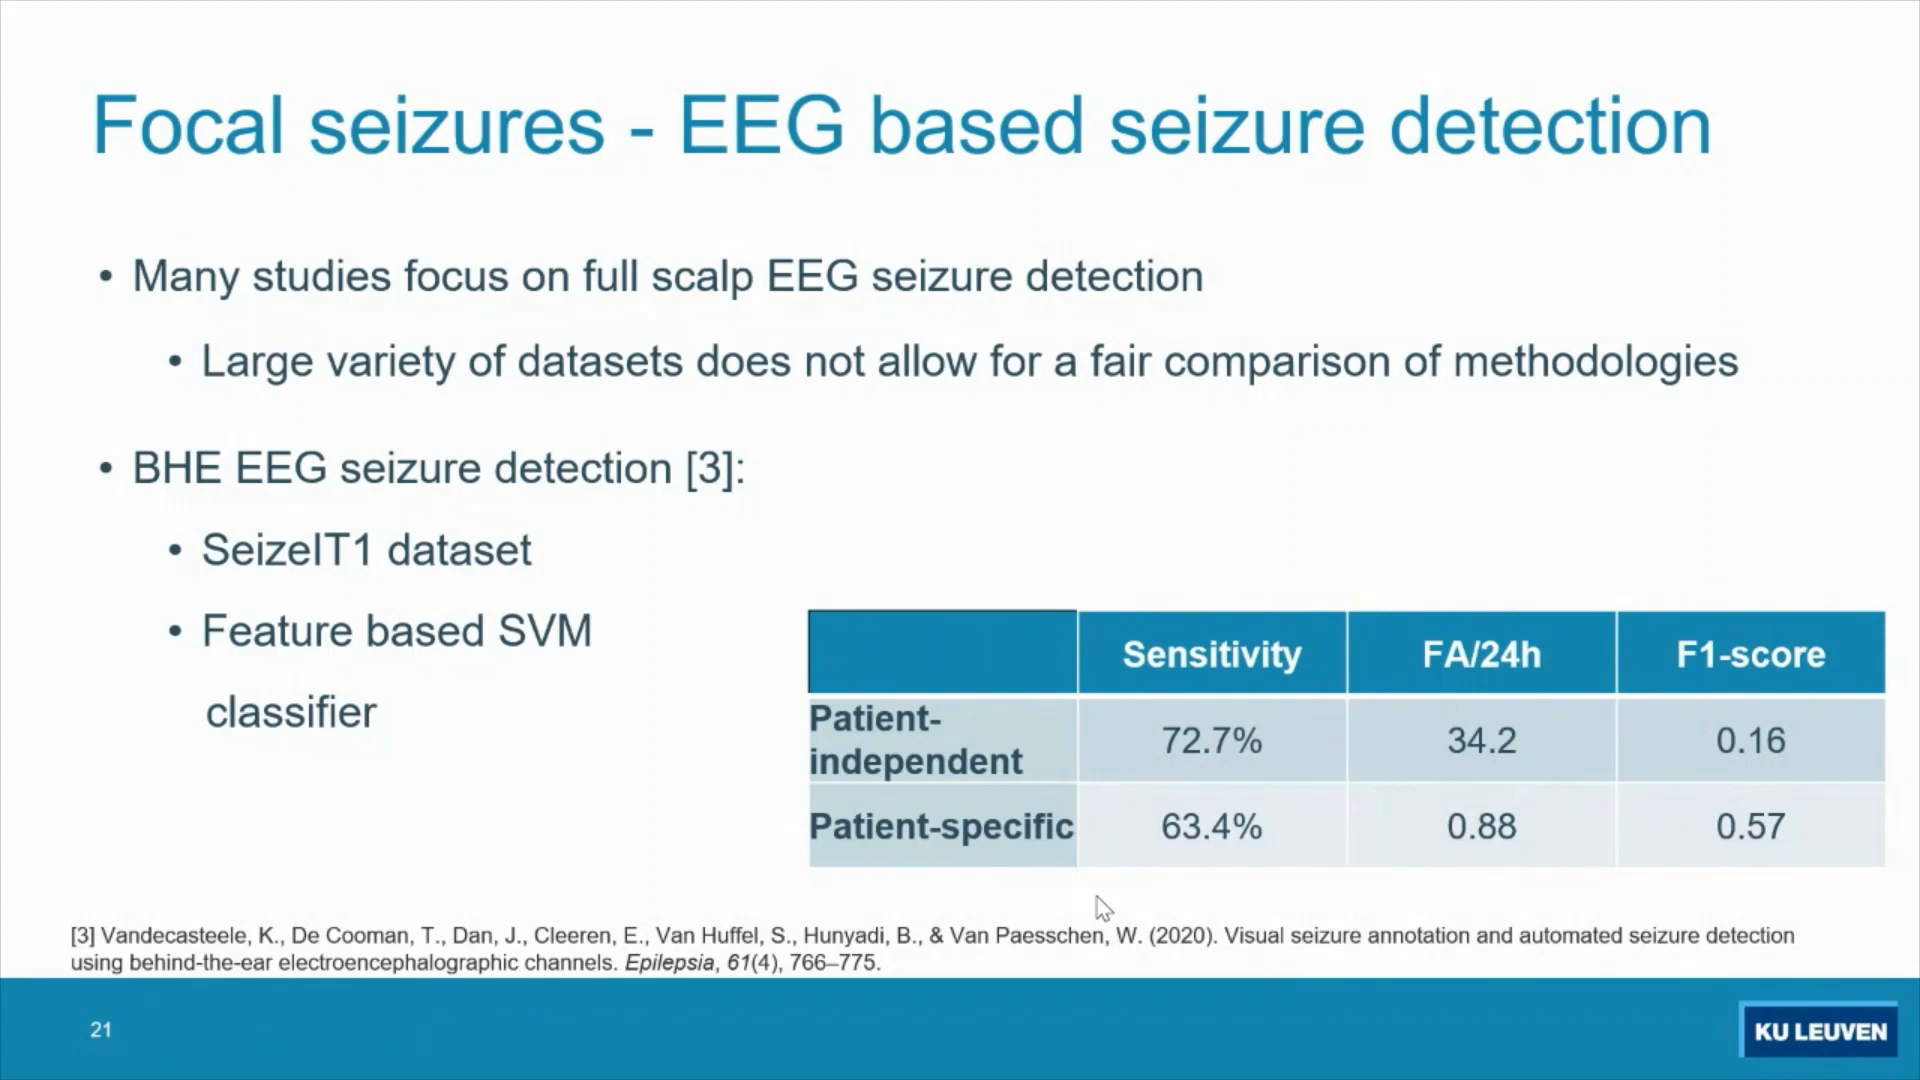 Focal seizures - EEG based seizure detection
• Many studies focus on full scalp EEG seizure detection
• Large variety of datasets does not allow for a fair comparison of methodologies
• BHE EEG seizure detection [3]:
• SeizeIT1 dataset
• Feature based SVM
classifier
Sensitivity FA/24h F1-score
Patient-
independent 72.7% 34.2 0.16
Patient-specific 63.4% 0.88 0.57
[3] Vandecasteele, K., De Cooman, T., Dan, J., Cleeren, E., Van Huffel, S., Hunyadi, B., & Van Paesschen, W. (2020). Visual seizure annotation and automated seizure detection
using behind-the-ear electroencephalographic channels. Epilepsia, 61(4), 766–775.
21
KU LEUVEN